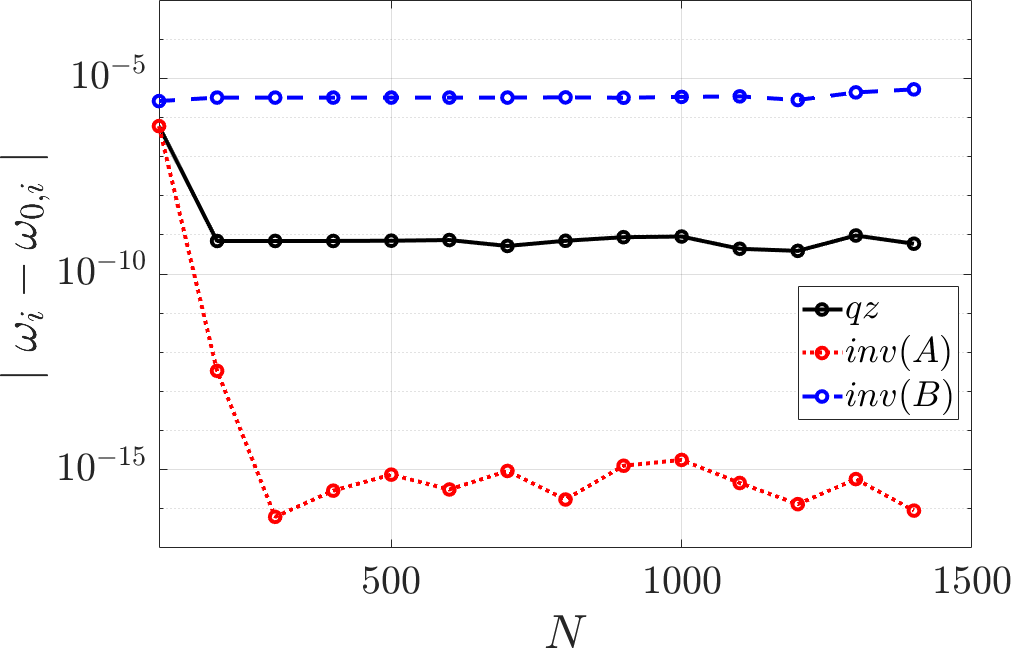 | ω_i − ω_{0,i} |
10^{−5}
10^{−10}
10^{−15}
qz
inv(A)
inv(B)
500 1000 1500
N